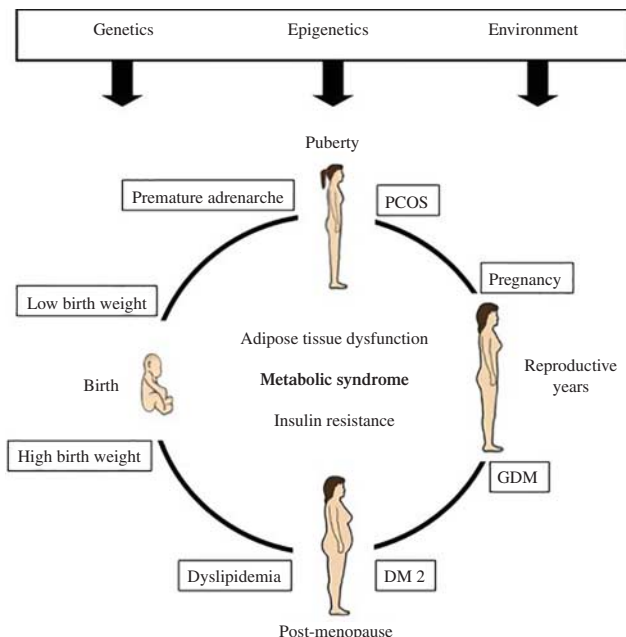 Genetics Epigenetics Environment
Puberty
Premature adrenarche PCOS
Pregnancy
Low birth weight
Adipose tissue dysfunction
Birth Metabolic syndrome Reproductive
years
Insulin resistance
High birth weight
GDM
Dyslipidemia DM 2
Post-menopause